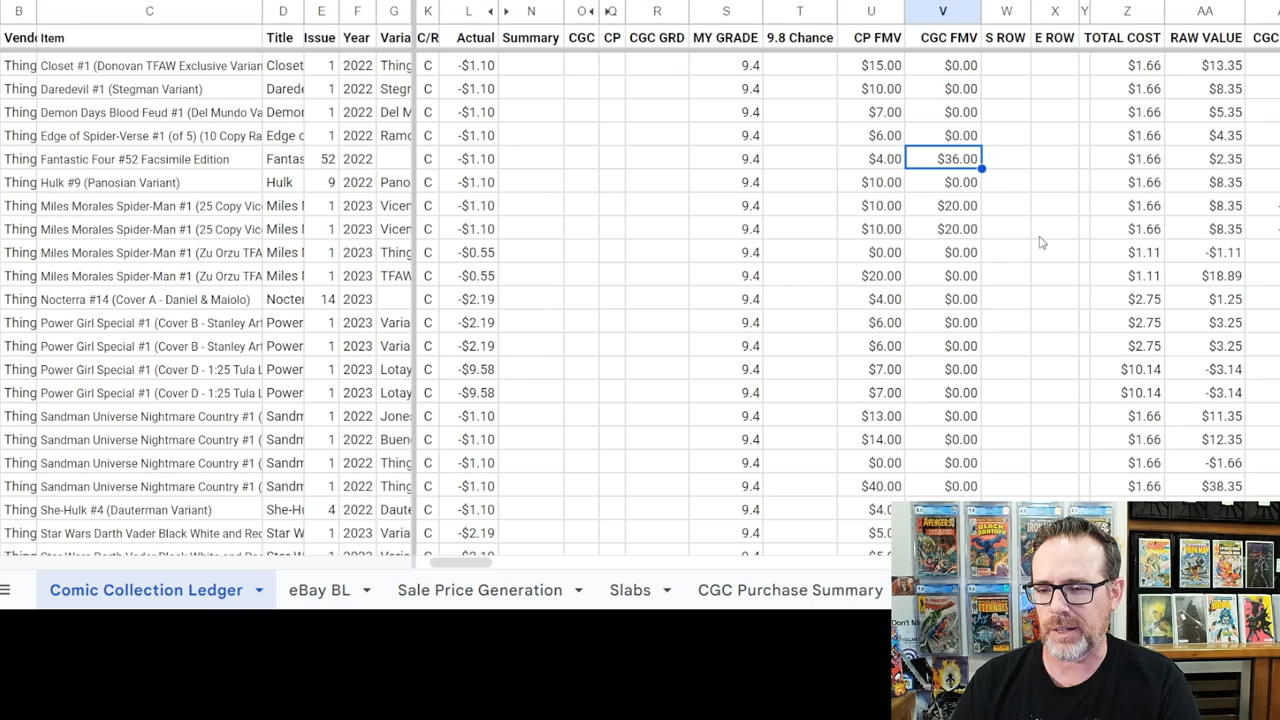 B C D E F G K L N O Q R S T U V W X Y Z AA
Vend Item Title Issue Year Varia C/R Actual Summary CGC CP CGC GRD MY GRADE 9.8 Chance CP FMV CGC FMV S ROW E ROW TOTAL COST RAW VALUE CGC
Thing Closet #1 (Donovan TFAW Exclusive Varian Closet 1 2022 Thing C -$1.10 9.4 $15.00 $0.00 $1.66 $13.35
Thing Daredevil #1 (Stegman Variant) Darede 1 2022 Stegr C -$1.10 9.4 $10.00 $0.00 $1.66 $8.35
Thing Demon Days Blood Feud #1 (Del Mundo Va Demor 1 2022 Del M C -$1.10 9.4 $7.00 $0.00 $1.66 $5.35
Thing Edge of Spider-Verse #1 (of 5) (10 Copy Ra Edge c 1 2022 Ramo C -$1.10 9.4 $6.00 $0.00 $1.66 $4.35
Thing Fantastic Four #52 Facsimile Edition Fantas 52 2022 C -$1.10 9.4 $4.00 $36.00 $1.66 $2.35
Thing Hulk #9 (Panosian Variant) Hulk 9 2022 Pano C -$1.10 9.4 $10.00 $0.00 $1.66 $8.35
Thing Miles Morales Spider-Man #1 (25 Copy Vic Miles 1 2023 Vicen C -$1.10 9.4 $10.00 $20.00 $1.66 $8.35
Thing Miles Morales Spider-Man #1 (25 Copy Vic Miles 1 2023 Vicen C -$1.10 9.4 $10.00 $20.00 $1.66 $8.35
Thing Miles Morales Spider-Man #1 (Zu Orzu TFA Miles 1 2023 Thing C -$0.55 9.4 $0.00 $0.00 $1.11 -$1.11
Thing Miles Morales Spider-Man #1 (Zu Orzu TFA Miles 1 2023 TFAW C -$0.55 9.4 $20.00 $0.00 $1.11 $18.89
Thing Nocterra #14 (Cover A - Daniel & Maiolo) Nocter 14 2023 C -$2.19 9.4 $4.00 $0.00 $2.75 $1.25
Thing Power Girl Special #1 (Cover B - Stanley Art Power 1 2023 Varia C -$2.19 9.4 $6.00 $0.00 $2.75 $3.25
Thing Power Girl Special #1 (Cover B - Stanley Art Power 1 2023 Varia C -$2.19 9.4 $6.00 $0.00 $2.75 $3.25
Thing Power Girl Special #1 (Cover D - 1:25 Tula L Power 1 2023 Lotay C -$9.58 9.4 $7.00 $0.00 $10.14 -$3.14
Thing Power Girl Special #1 (Cover D - 1:25 Tula L Power 1 2023 Lotay C -$9.58 9.4 $7.00 $0.00 $10.14 -$3.14
Thing Sandman Universe Nightmare Country #1 ( Sandm 1 2022 Jones C -$1.10 9.4 $13.00 $0.00 $1.66 $11.35
Thing Sandman Universe Nightmare Country #1 ( Sandm 1 2022 Buen C -$1.10 9.4 $14.00 $0.00 $1.66 $12.35
Thing Sandman Universe Nightmare Country #1 ( Sandm 1 2022 Thing C -$1.10 9.4 $0.00 $0.00 $1.66 -$1.66
Thing Sandman Universe Nightmare Country #1 ( Sandm 1 2022 Thing C -$1.10 9.4 $40.00 $0.00 $1.66 $38.35
Thing She-Hulk #4 (Dauterman Variant) She-Hu 4 2022 Daute C -$1.10 9.4 $4.0
Thing Star Wars Darth Vader Black White and Red Star W 1 2023 Varia C -$2.19 9.4 $5.0
Comic Collection Ledger eBay BL Sale Price Generation Slabs CGC Purchase Summary
AVENGERS BLACK PANTHER IRON
ETERNALS
Don't M